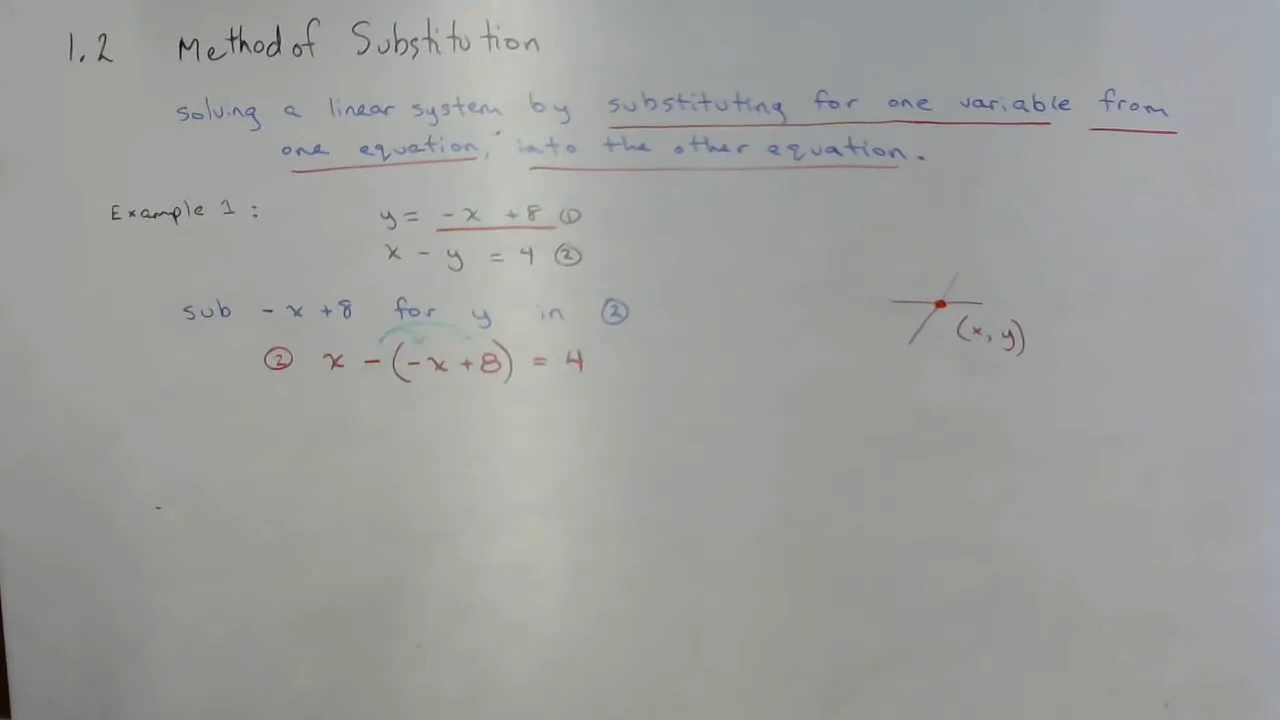 1.2 Method of Substitution
solving a linear system by substituting for one variable from
one equation, into the other equation.
Example 1:
y = -x +8 ①
x - y = 4 ②
sub -x +8 for y in ②
② x -(-x+8) = 4
(x, y)